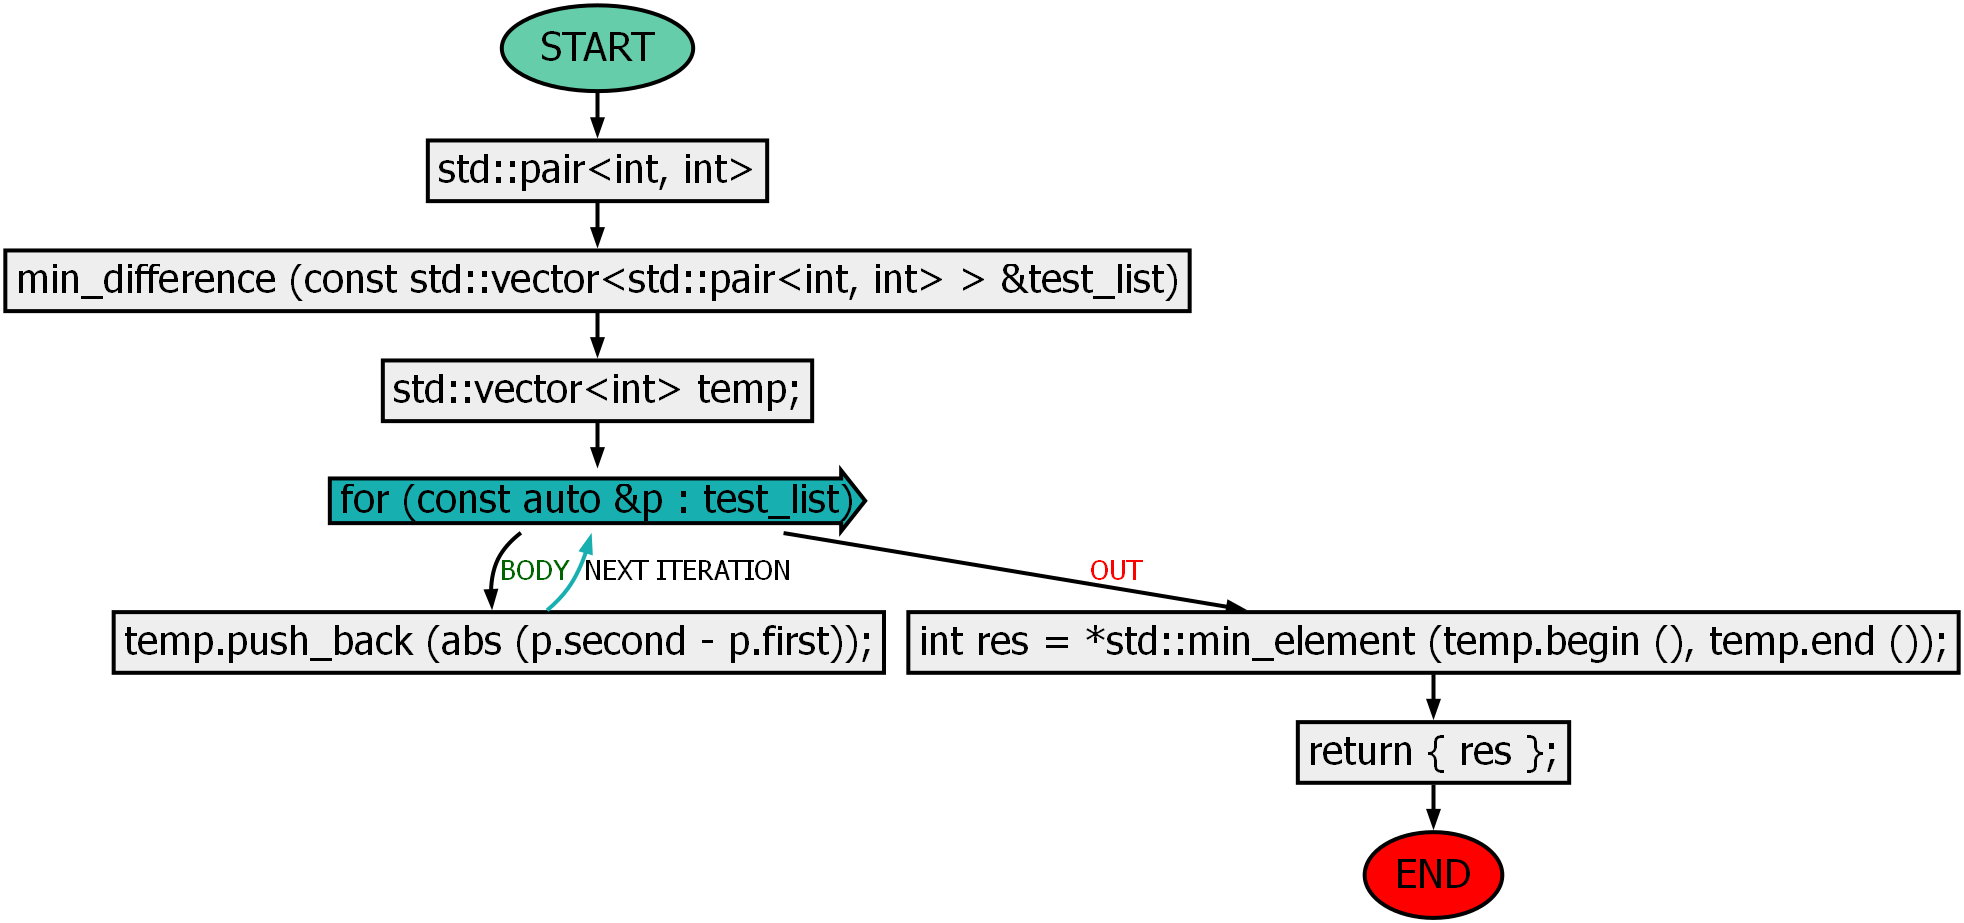 START
std::pair<int, int>
min_difference (const std::vector<std::pair<int, int> > &test_list)
std::vector<int> temp;
for (const auto &p : test_list)
BODY
NEXT ITERATION
OUT
temp.push_back (abs (p.second - p.first));
int res = *std::min_element (temp.begin (), temp.end ());
return { res };
END